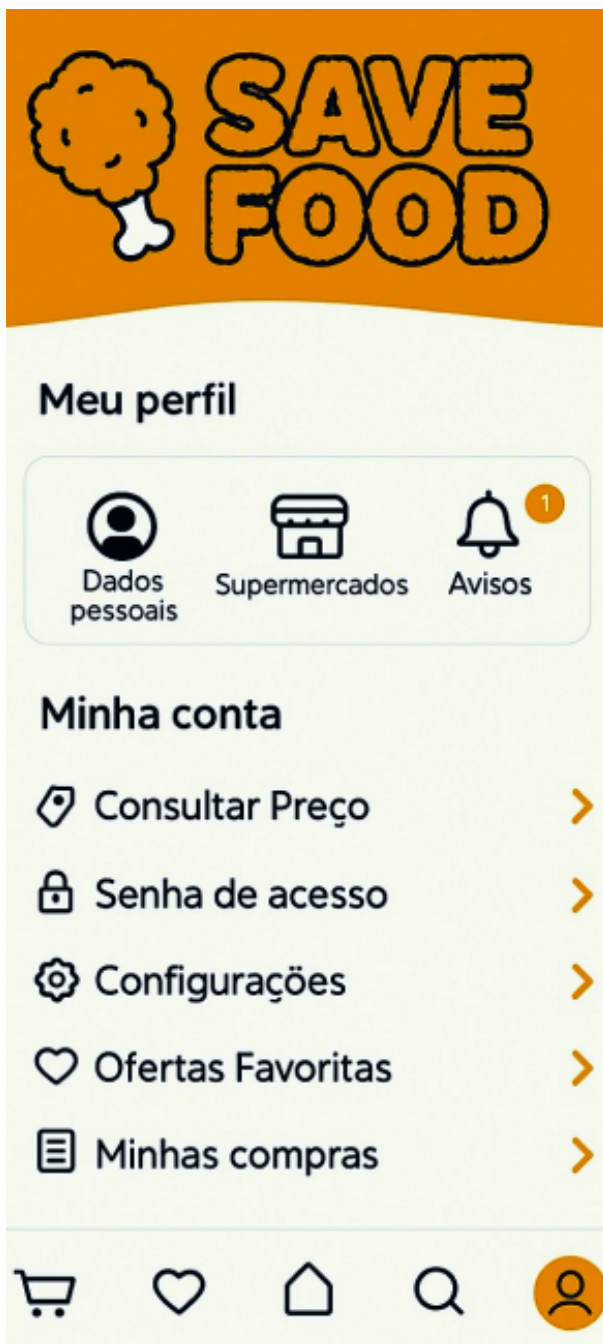 SAVE
FOOD
Meu perfil
Dados
pessoais
Supermercados
Avisos
1
Minha conta
Consultar Preço
Senha de acesso
Configuraçöes
Ofertas Favoritas
Minhas compras